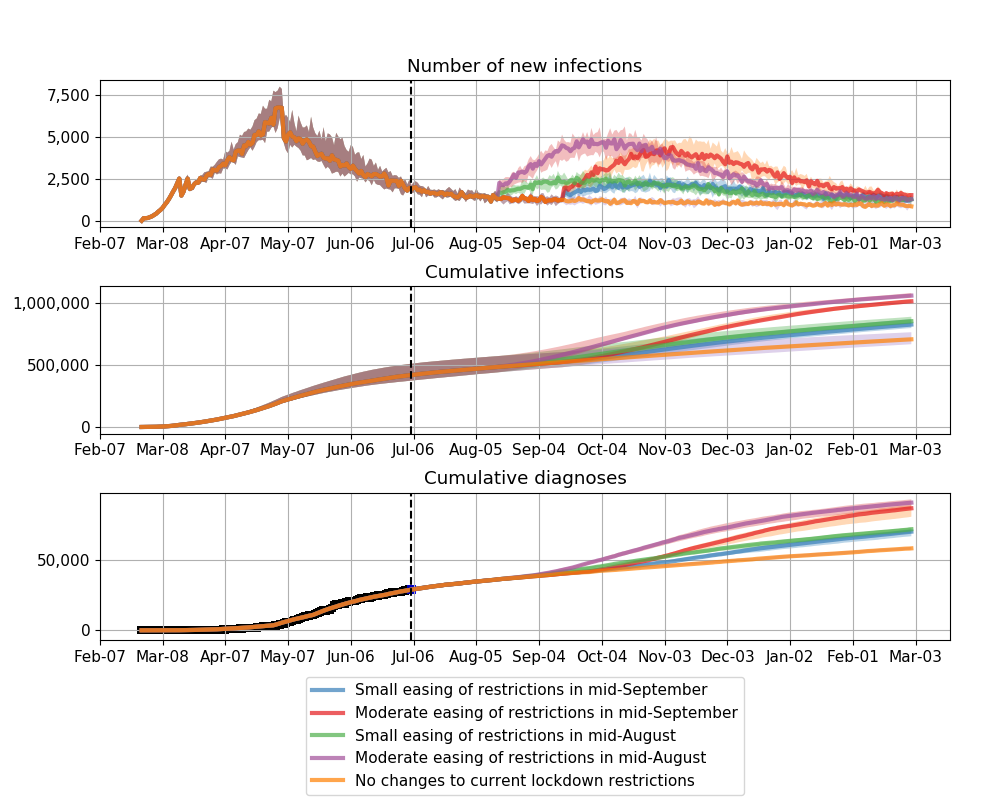 Number of new infections
7,500
5,000
2,500
0
Feb-07 Mar-08 Apr-07 May-07 Jun-06 Jul-06 Aug-05 Sep-04 Oct-04 Nov-03 Dec-03 Jan-02 Feb-01 Mar-03
Cumulative infections
1,000,000
500,000
0
Feb-07 Mar-08 Apr-07 May-07 Jun-06 Jul-06 Aug-05 Sep-04 Oct-04 Nov-03 Dec-03 Jan-02 Feb-01 Mar-03
Cumulative diagnoses
50,000
0
Feb-07 Mar-08 Apr-07 May-07 Jun-06 Jul-06 Aug-05 Sep-04 Oct-04 Nov-03 Dec-03 Jan-02 Feb-01 Mar-03
Small easing of restrictions in mid-September
Moderate easing of restrictions in mid-September
Small easing of restrictions in mid-August
Moderate easing of restrictions in mid-August
No changes to current lockdown restrictions